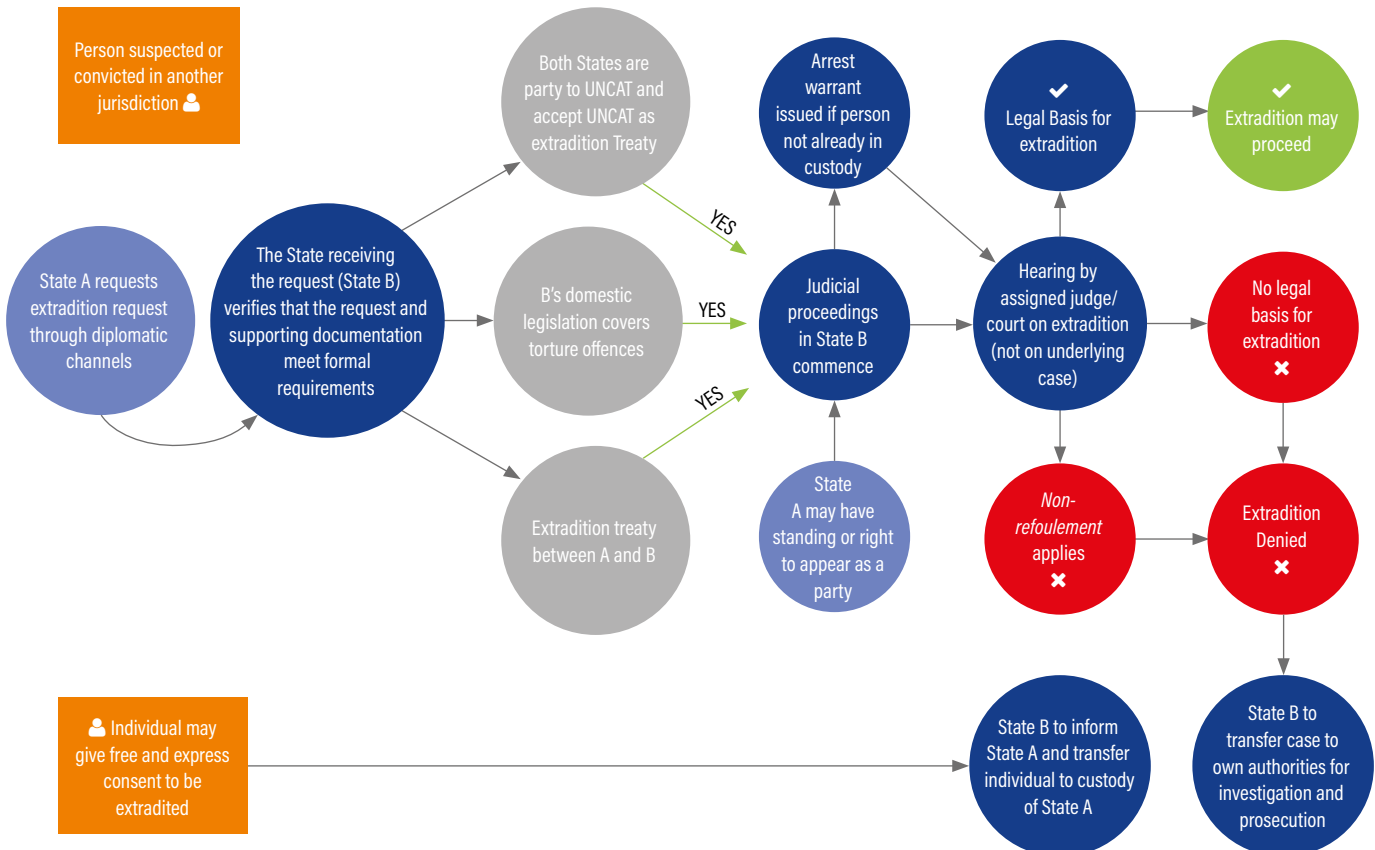 Person suspected or
convicted in another
jurisdiction
State A requests
extradition request
through diplomatic
channels
The State receiving
the request (State B)
verifies that the request and
supporting documentation
meet formal
requirements
Both States are
party to UNCAT and
accept UNCAT as
extradition Treaty
YES
B's domestic
legislation covers
torture offences
YES
Extradition treaty
between A and B
YES
Arrest
warrant
issued if person
not already in
custody
Judicial
proceedings
in State B
commence
State
A may have
standing or right
to appear as a
party
Legal Basis for
extradition
Extradition may
proceed
Hearing by
assigned judge/
court on extradition
(not on underlying
case)
No legal
basis for
extradition
Non-
refoulement
applies
Extradition
Denied
Individual may
give free and express
consent to be
extradited
State B to inform
State A and transfer
individual to custody
of State A
State B to
transfer case to
own authorities for
investigation and
prosecution